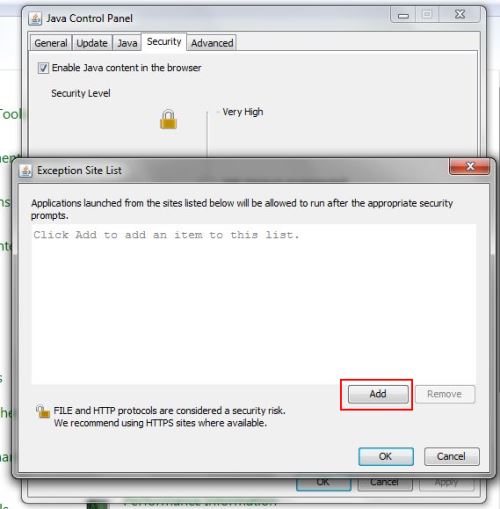 Java Control Panel
General Update Java Security Advanced
Enable Java content in the browser
Security Level
Very High
Exception Site List
Applications launched from the sites listed below will be allowed to run after the appropriate security
prompts.
Click Add to add an item to this list.
Add Remove
FILE and HTTP protocols are considered a security risk.
We recommend using HTTPS sites where available.
OK Cancel
OK Cancel Apply
Performance Information